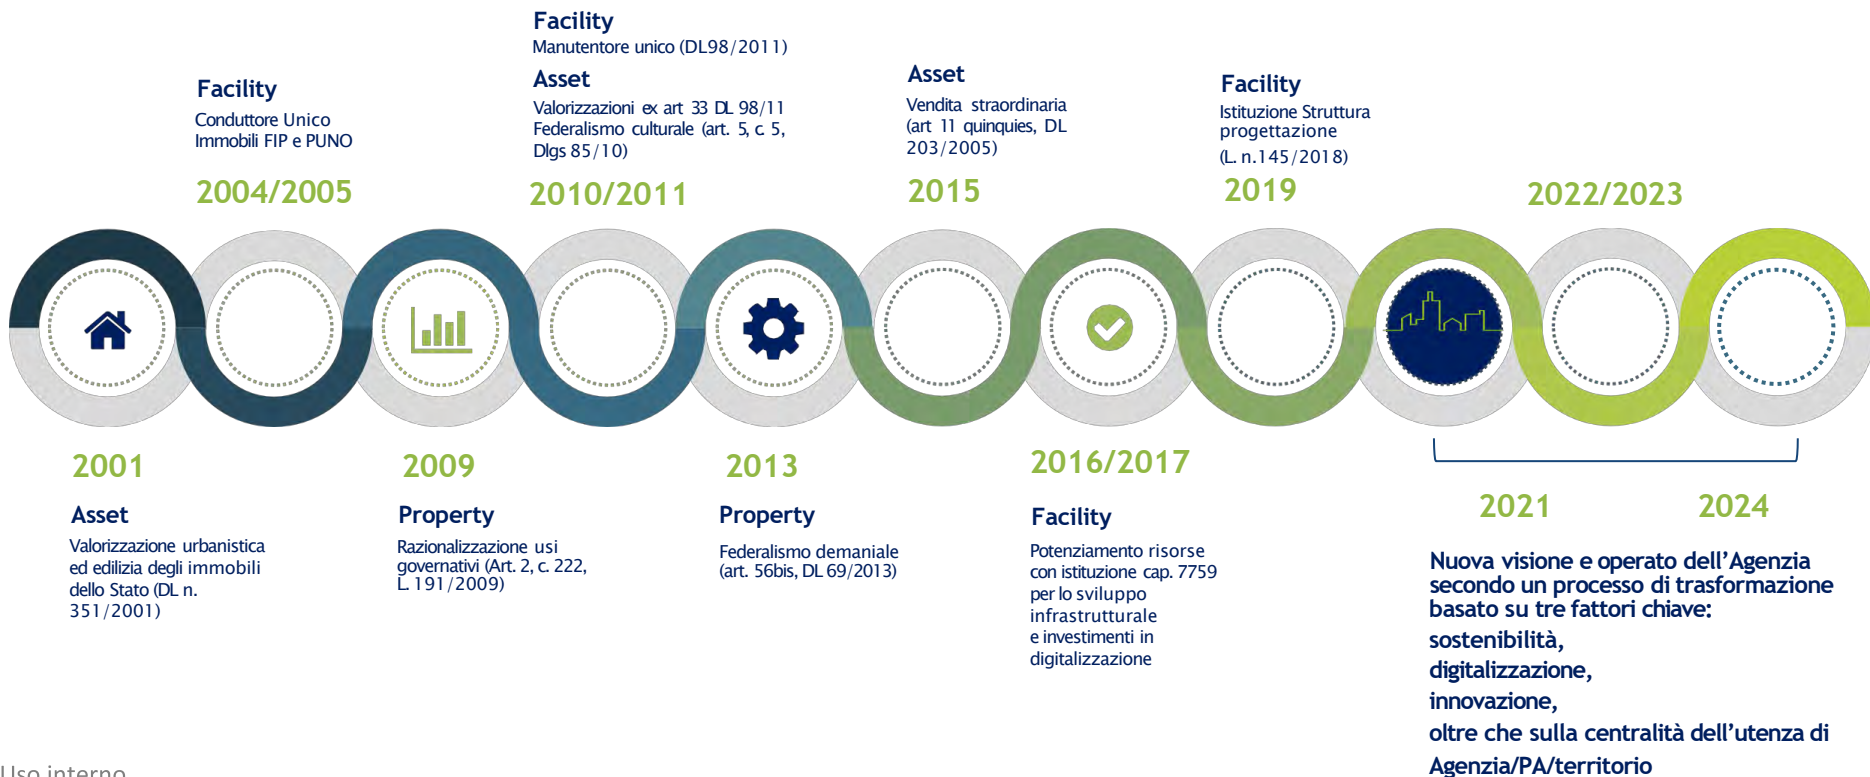 Facility
Conduttore Unico
Immobili FIP e PUNO
2004/2005
Facility
Manutentore unico (DL98/2011)
Asset
Valorizzazioni ex art 33 DL 98/11
Federalismo culturale (art. 5, c. 5,
Dlgs 85/10)
2010/2011
Asset
Vendita straordinaria
(art 11 quinquies, DL
203/2005)
2015
Facility
Istituzione Struttura
progettazione
(L. n.145/2018)
2019
2022/2023
2001
Asset
Valorizzazione urbanistica
ed edilizia degli immobili
dello Stato (DL n.
351/2001)
2009
Property
Razionalizzazione usi
governativi (Art. 2, c. 222,
L. 191/2009)
2013
Property
Federalismo demaniale
(art. 56bis, DL 69/2013)
2016/2017
Facility
Potenziamento risorse
con istituzione cap. 7759
per lo sviluppo
infrastrutturale
e investimenti in
digitalizzazione
2021
2024
Nuova visione e operato dell'Agenzia
secondo un processo di trasformazione
basato su tre fattori chiave:
sostenibilità,
digitalizzazione,
innovazione,
oltre che sulla centralità dell'utenza di
Agenzia/PA/territorio
Uso interno